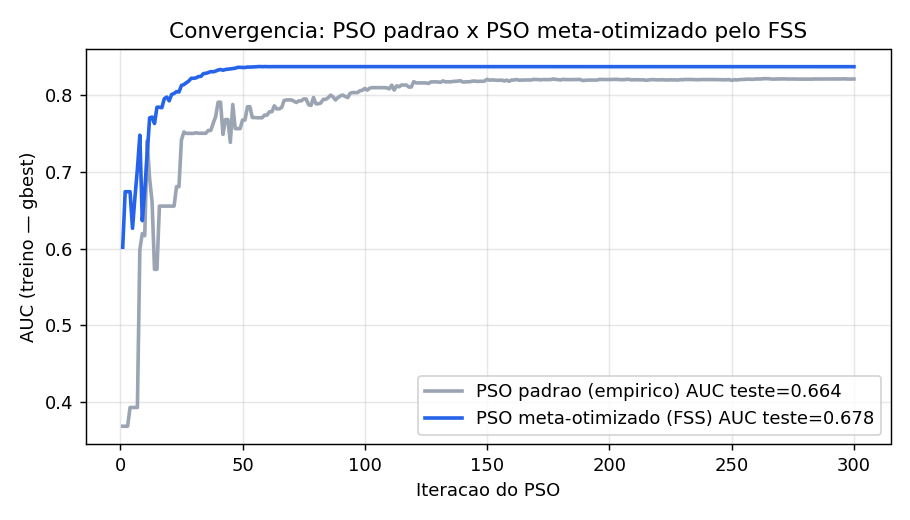 Convergencia: PSO padrao x PSO meta-otimizado pelo FSS
AUC (treino — gbest)
0.8
0.7
0.6
0.5
0.4
PSO padrao (empirico) AUC teste=0.664
PSO meta-otimizado (FSS) AUC teste=0.678
0 50 100 150 200 250 300
Iteracao do PSO